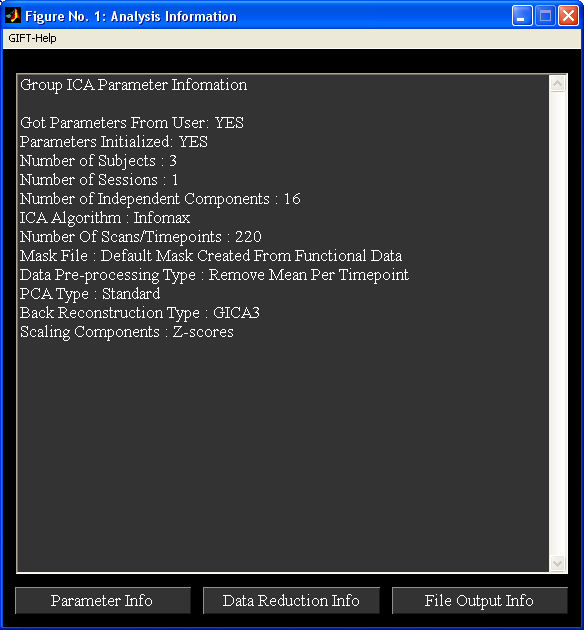 Figure No. 1: Analysis Information
GIFT-Help
Group ICA Parameter Infomation
Got Parameters From User: YES
Parameters Initialized: YES
Number of Subjects : 3
Number of Sessions : 1
Number of Independent Components : 16
ICA Algorithm : Infomax
Number Of Scans/Timepoints : 220
Mask File : Default Mask Created From Functional Data
Data Pre-processing Type : Remove Mean Per Timepoint
PCA Type : Standard
Back Reconstruction Type : GICA3
Scaling Components : Z-scores
Parameter Info Data Reduction Info File Output Info